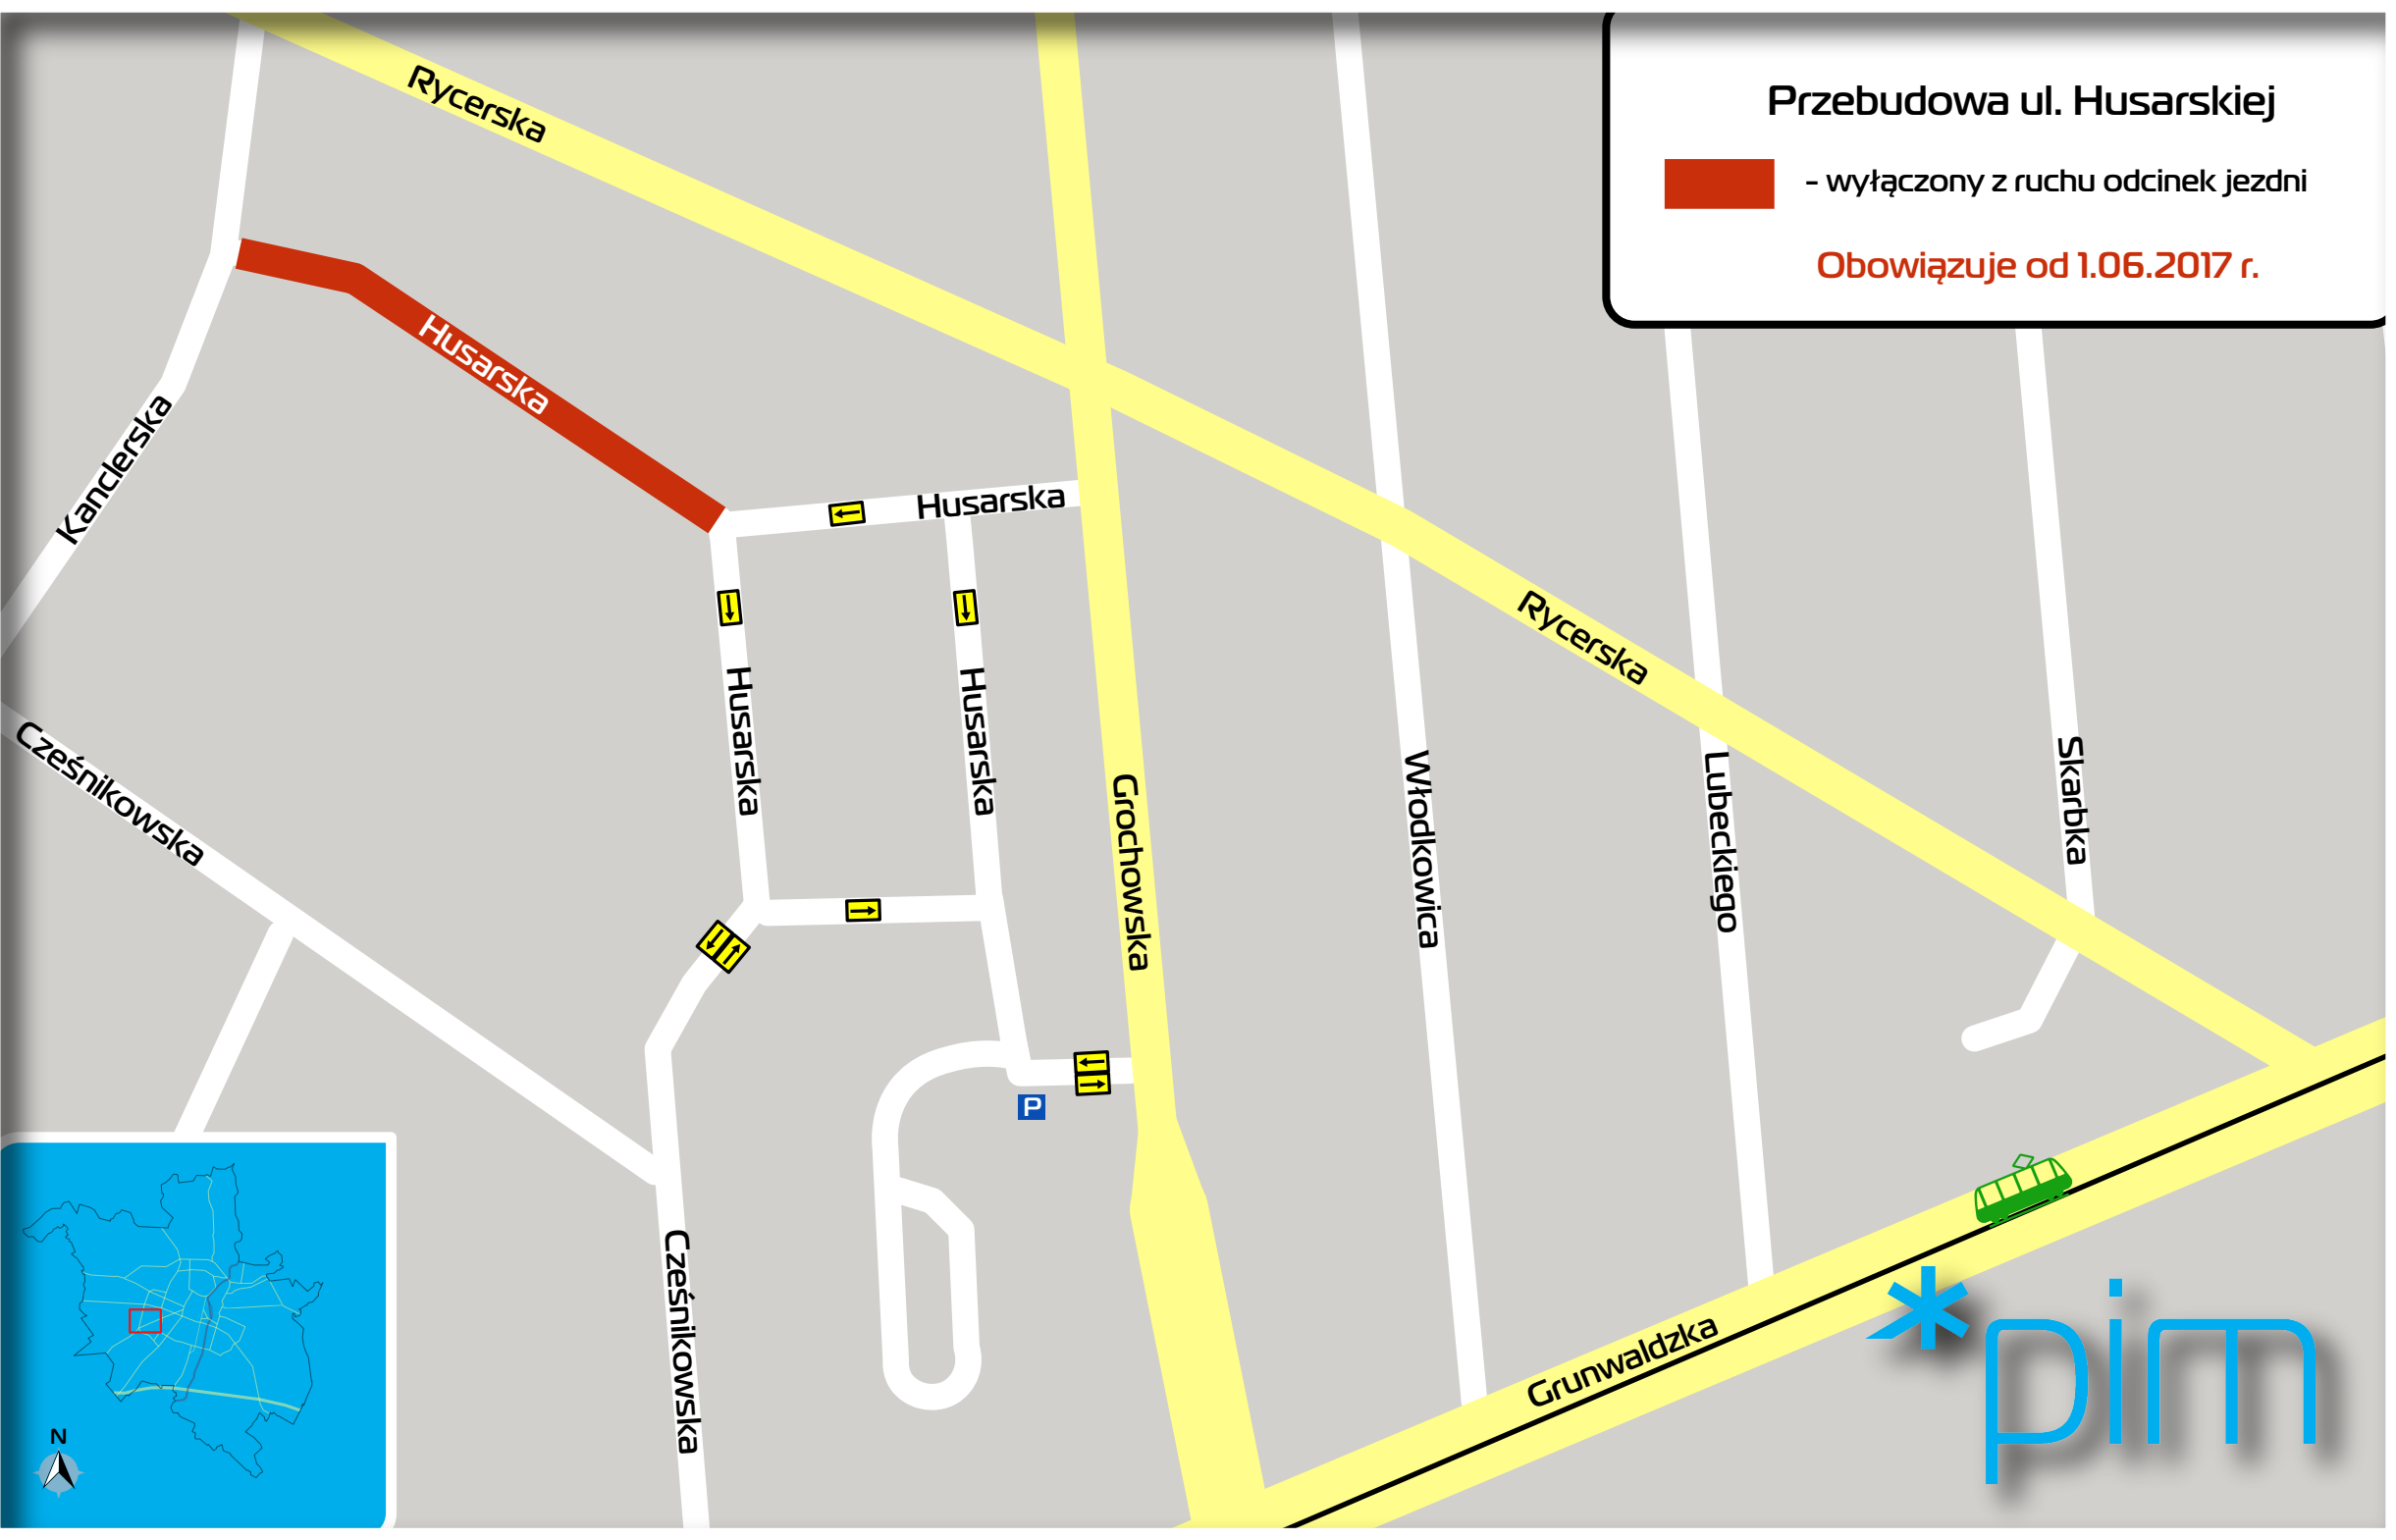 Przebudowa ul. Husarskiej
- wyłączony z ruchu odcinek jezdni
Obowiązuje od 1.06.2017 r.
Rycerska
Husarska
Kanclerska
Husarska
Rycerska
Husarska
Husarska
Cześnikowska
Grochowska
Włodkowica
Lubeckiego
Skarbka
P
Cześnikowska
Grunwaldzka
N
*pim